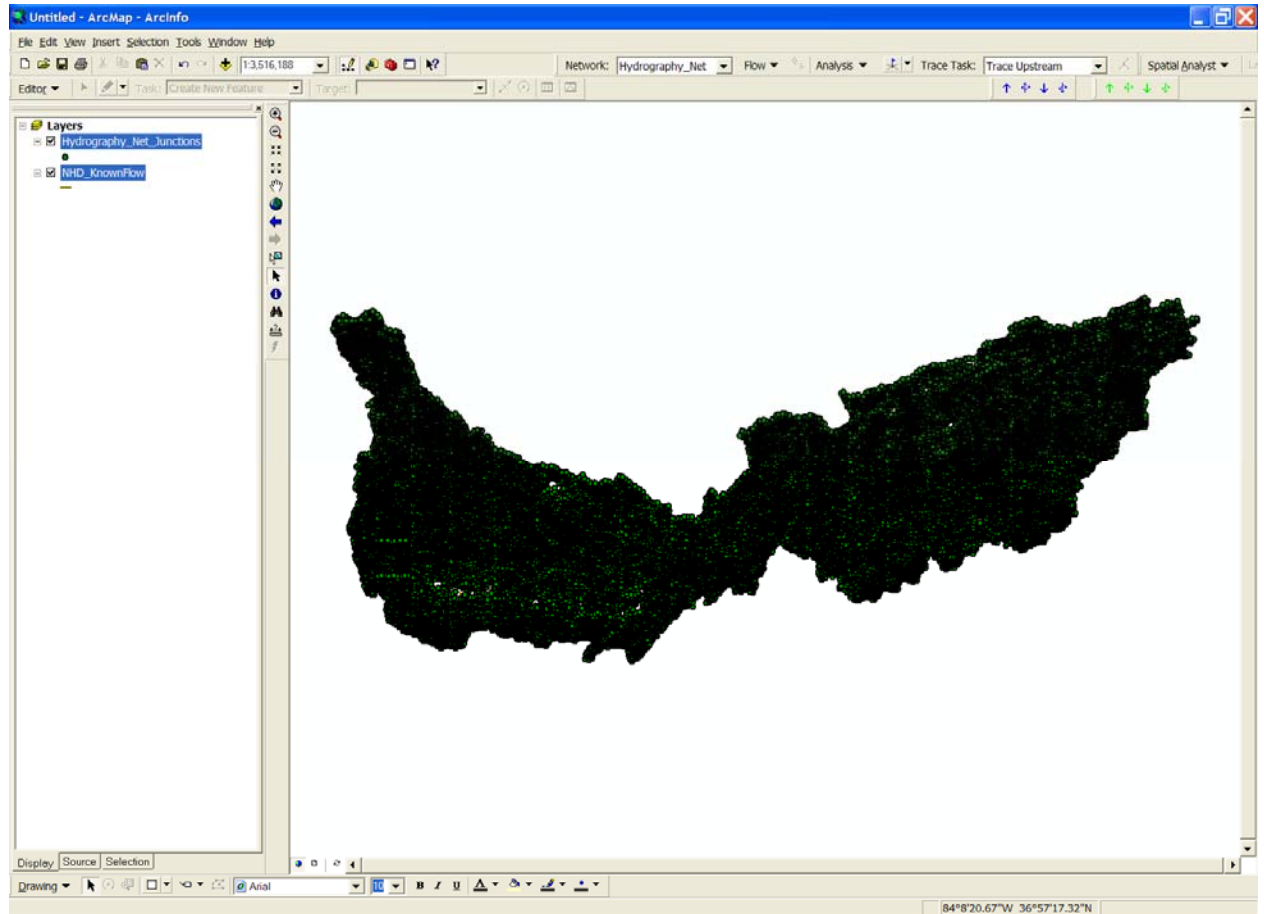 Untitled - ArcMap - ArcInfo
File Edit View Insert Selection Tools Window Help
1:3,516,188 Network: Hydrography_Net Flow Analysis Trace Task: Trace Upstream Spatial Analyst
Editor Task: Create New Feature Target:
Layers
Hydrography_Net_Junctions
NHD_KnownFlow
Display Source Selection
Drawing Arial 10 B I U A
84°8'20.67"W 36°57'17.32"N